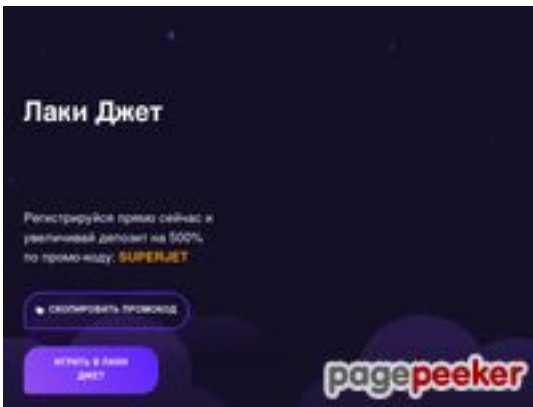 Лаки Джет
Регистрируйся прямо сейчас и
увеличивай депозит на 500%
по промо-коду: SUPERJET
СКОПИРОВАТЬ ПРОМОКОД
ИГРАТЬ В ЛАКИ
ДЖЕТ
pagepeeker